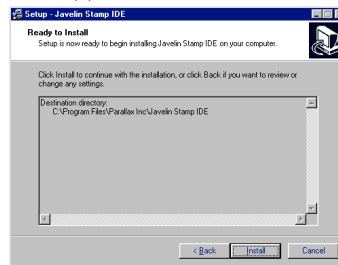 Setup - Javelin Stamp IDE
Ready to Install
Setup is now ready to begin installing Javelin Stamp IDE on your computer.
Click Install to continue with the installation, or click Back if you want to review or
change any settings.
Destination directory:
C:\Program Files\Parallax Inc\Javelin Stamp IDE
< Back
Install
Cancel